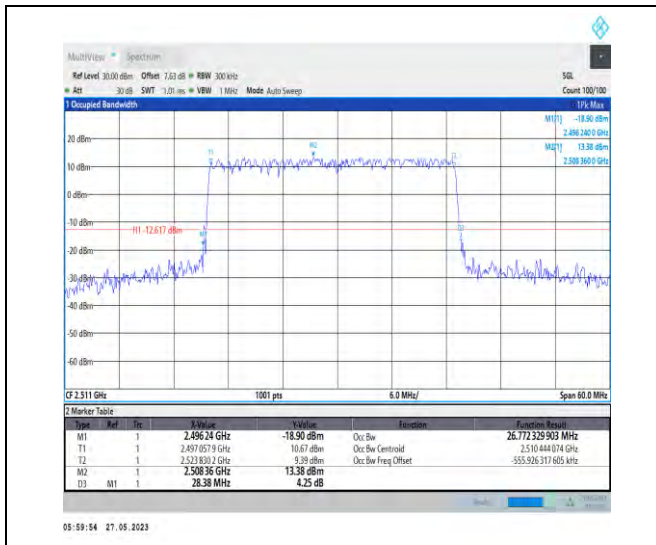 MultiView Spectrum
Ref Level 30.00 dBm Offset 7.63 dB RBW 300 kHz SGL
Att 30 dB SWT 1.01 ms VBW 1 MHz Mode Auto Sweep Count 100/100
1 Occupied Bandwidth 1Pk Max
M1[1] -18.90 dBm
2.496 240 0 GHz
20 dBm
M2[1] 13.38 dBm
2.508 360 0 GHz
M2
T1
10 dBm
0 dBm
-10 dBm
H1 -12.617 dBm
M1
-20 dBm
-30 dBm
-40 dBm
-50 dBm
-60 dBm
CF 2.511 GHz 1001 pts 6.0 MHz/ Span 60.0 MHz
2 Marker Table
Type Ref Trc X-Value Y-Value Function Function Result
M1 1 2.496 24 GHz -18.90 dBm Occ Bw 26.772 329 903 MHz
T1 1 2.497 057 9 GHz 10.67 dBm Occ Bw Centroid 2.510 444 074 GHz
T2 1 2.523 830 2 GHz 9.39 dBm Occ Bw Freq Offset -555.926 317 605 kHz
M2 1 2.508 36 GHz 13.38 dBm
D3 M1 1 28.38 MHz 4.25 dB
05:59:54 27.05.2023